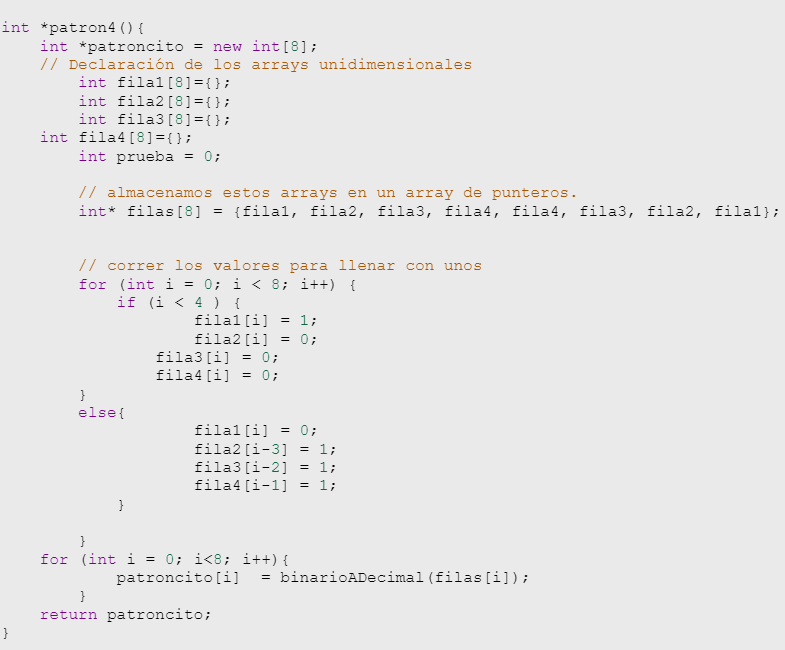 int *patron4(){
    int *patroncito = new int[8];
    // Declaración de los arrays unidimensionales
        int fila1[8]={};
        int fila2[8]={};
        int fila3[8]={};
    int fila4[8]={};
        int prueba = 0;

        // almacenamos estos arrays en un array de punteros.
        int* filas[8] = {fila1, fila2, fila3, fila4, fila4, fila3, fila2, fila1};


        // correr los valores para llenar con unos
        for (int i = 0; i < 8; i++) {
            if (i < 4 ) {
                    fila1[i] = 1;
                    fila2[i] = 0;
                fila3[i] = 0;
                fila4[i] = 0;
        }
        else{
                    fila1[i] = 0;
                    fila2[i-3] = 1;
                    fila3[i-2] = 1;
                    fila4[i-1] = 1;
            }

        }
    for (int i = 0; i<8; i++){
            patroncito[i]  = binarioADecimal(filas[i]);
        }
    return patroncito;
}